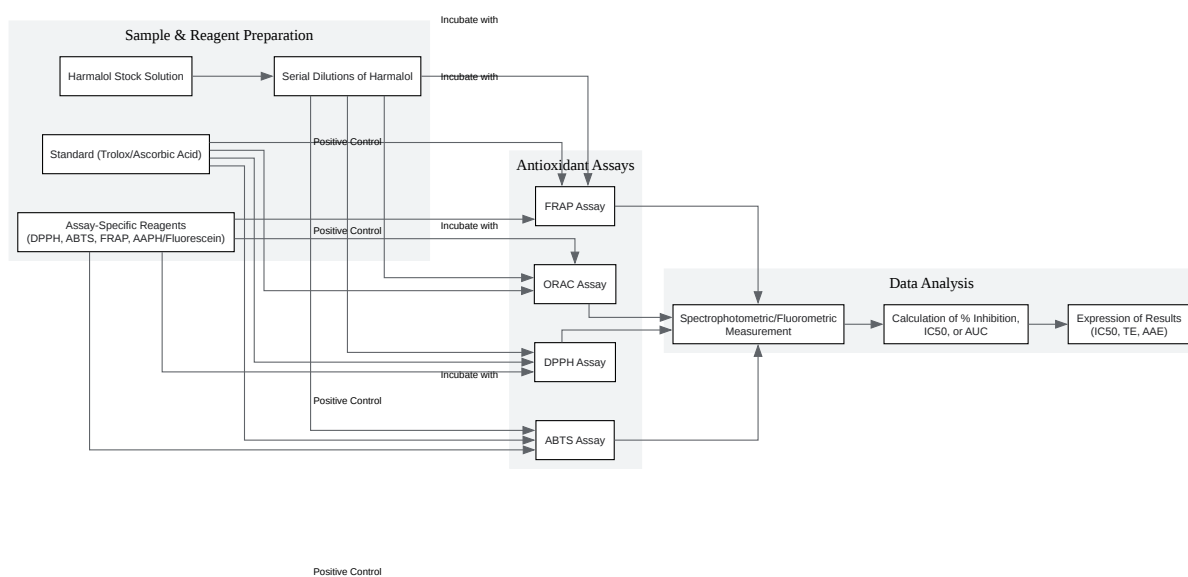 Incubate with
Sample & Reagent Preparation
Harmalol Stock Solution
Serial Dilutions of Harmalol
Incubate with
Positive Control
Standard (Trolox/Ascorbic Acid)
Antioxidant Assays
FRAP Assay
Assay-Specific Reagents
(DPPH, ABTS, FRAP, AAPH/Fluorescein)
Positive Control
Incubate with
ORAC Assay
Data Analysis
Spectrophotometric/Fluorometric
Measurement
Calculation of % Inhibition,
IC50, or AUC
Expression of Results
(IC50, TE, AAE)
DPPH Assay
Incubate with
Positive Control
ABTS Assay
Positive Control